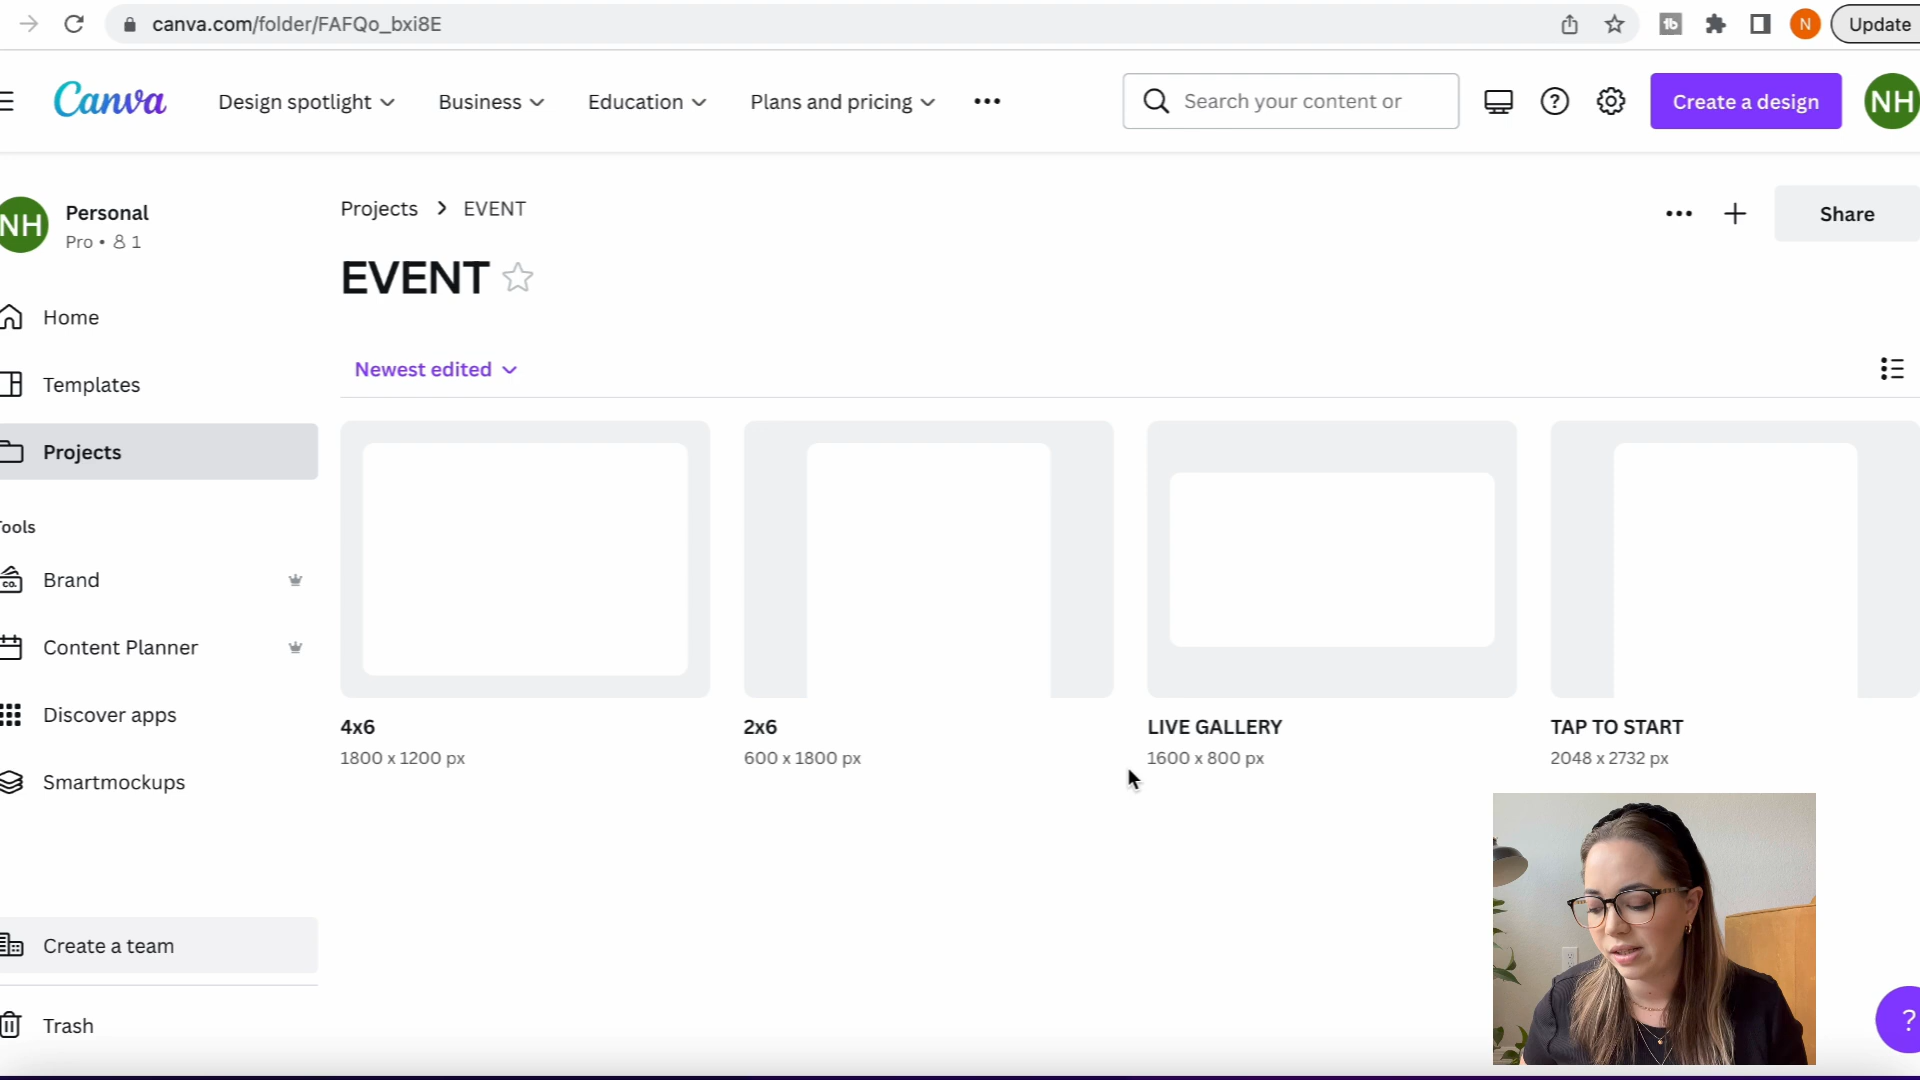 canva.com/folder/FAFQo_bxi8E
tb
N
Update
Canva
Design spotlight
Business
Education
Plans and pricing
Search your content or
?
Create a design
NH
NH
Personal
Pro • 1
Projects > EVENT
Share
EVENT
Home
Templates
Projects
Newest edited
Tools
Brand
CO.
Content Planner
Discover apps
Smartmockups
Create a team
Trash
4x6
1800 x 1200 px
2x6
600 x 1800 px
LIVE GALLERY
1600 x 800 px
TAP TO START
2048 x 2732 px
?